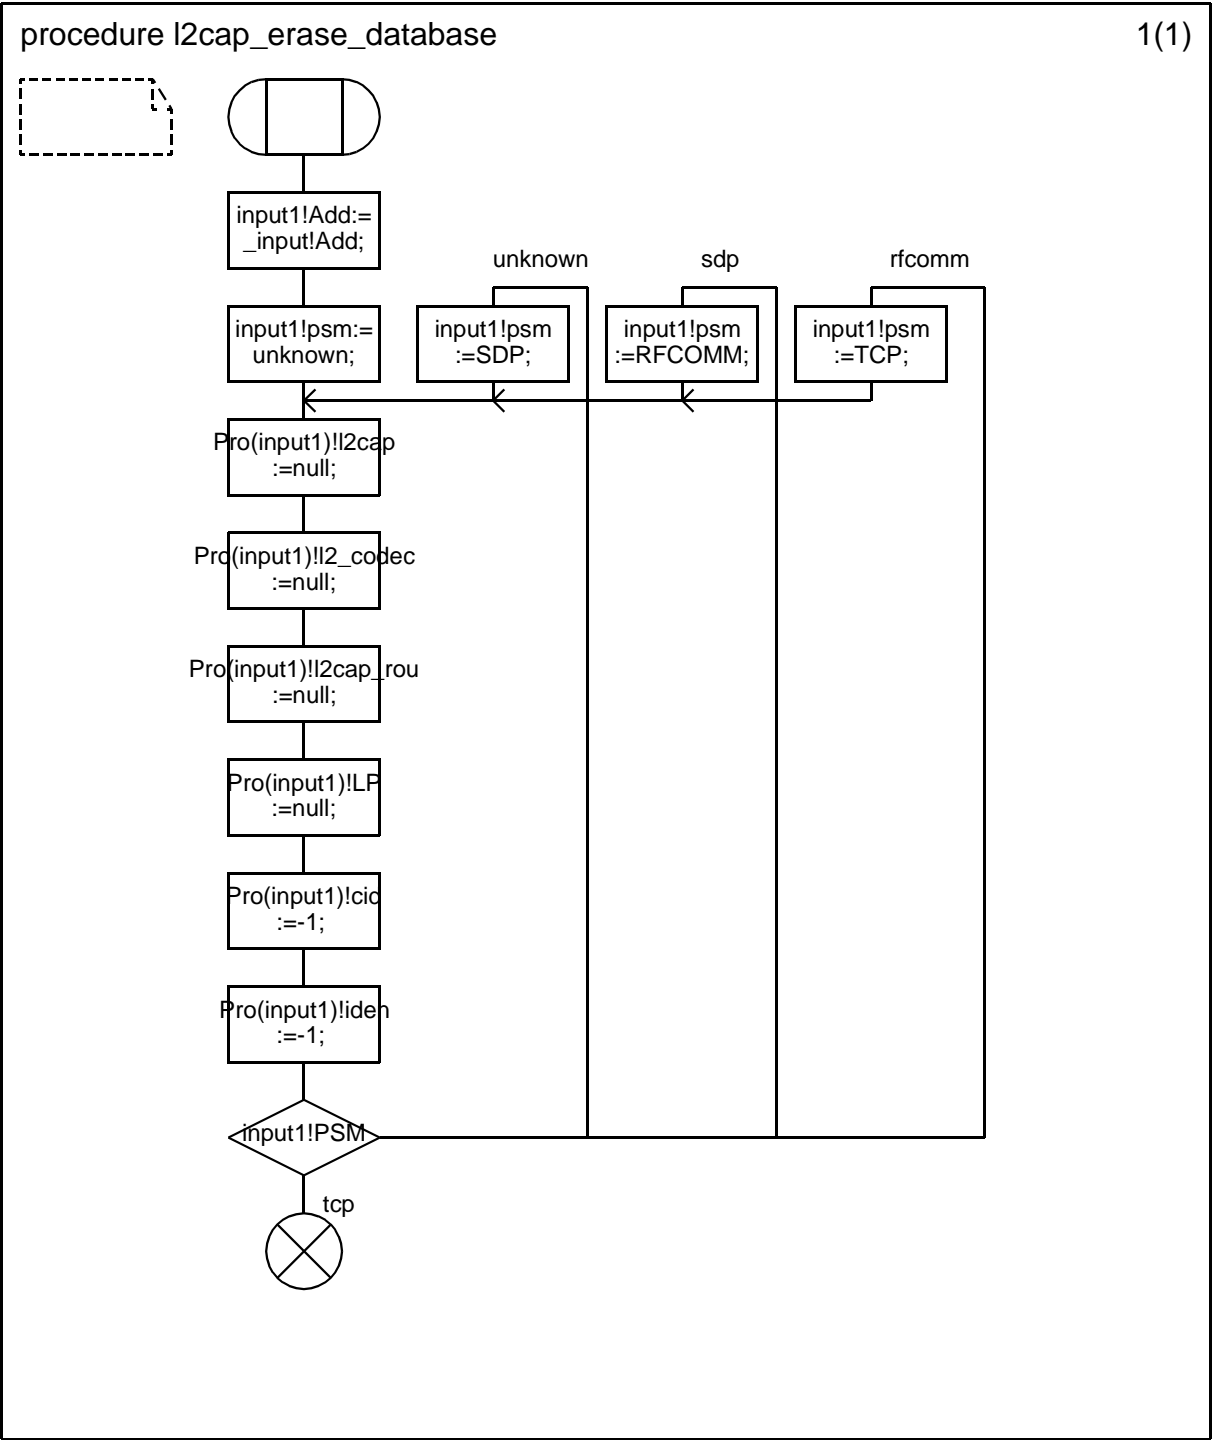 procedure l2cap_erase_database
1(1)
input1!Add:=
_input!Add;
unknown
sdp
rfcomm
input1!psm:=
unknown;
input1!psm
:=SDP;
input1!psm
:=RFCOMM;
input1!psm
:=TCP;
Pro(input1)!l2cap
:=null;
Pro(input1)!l2_codec
:=null;
Pro(input1)!l2cap_rou
:=null;
Pro(input1)!LP
:=null;
Pro(input1)!cid
:=-1;
Pro(input1)!iden
:=-1;
input1!PSM
tcp